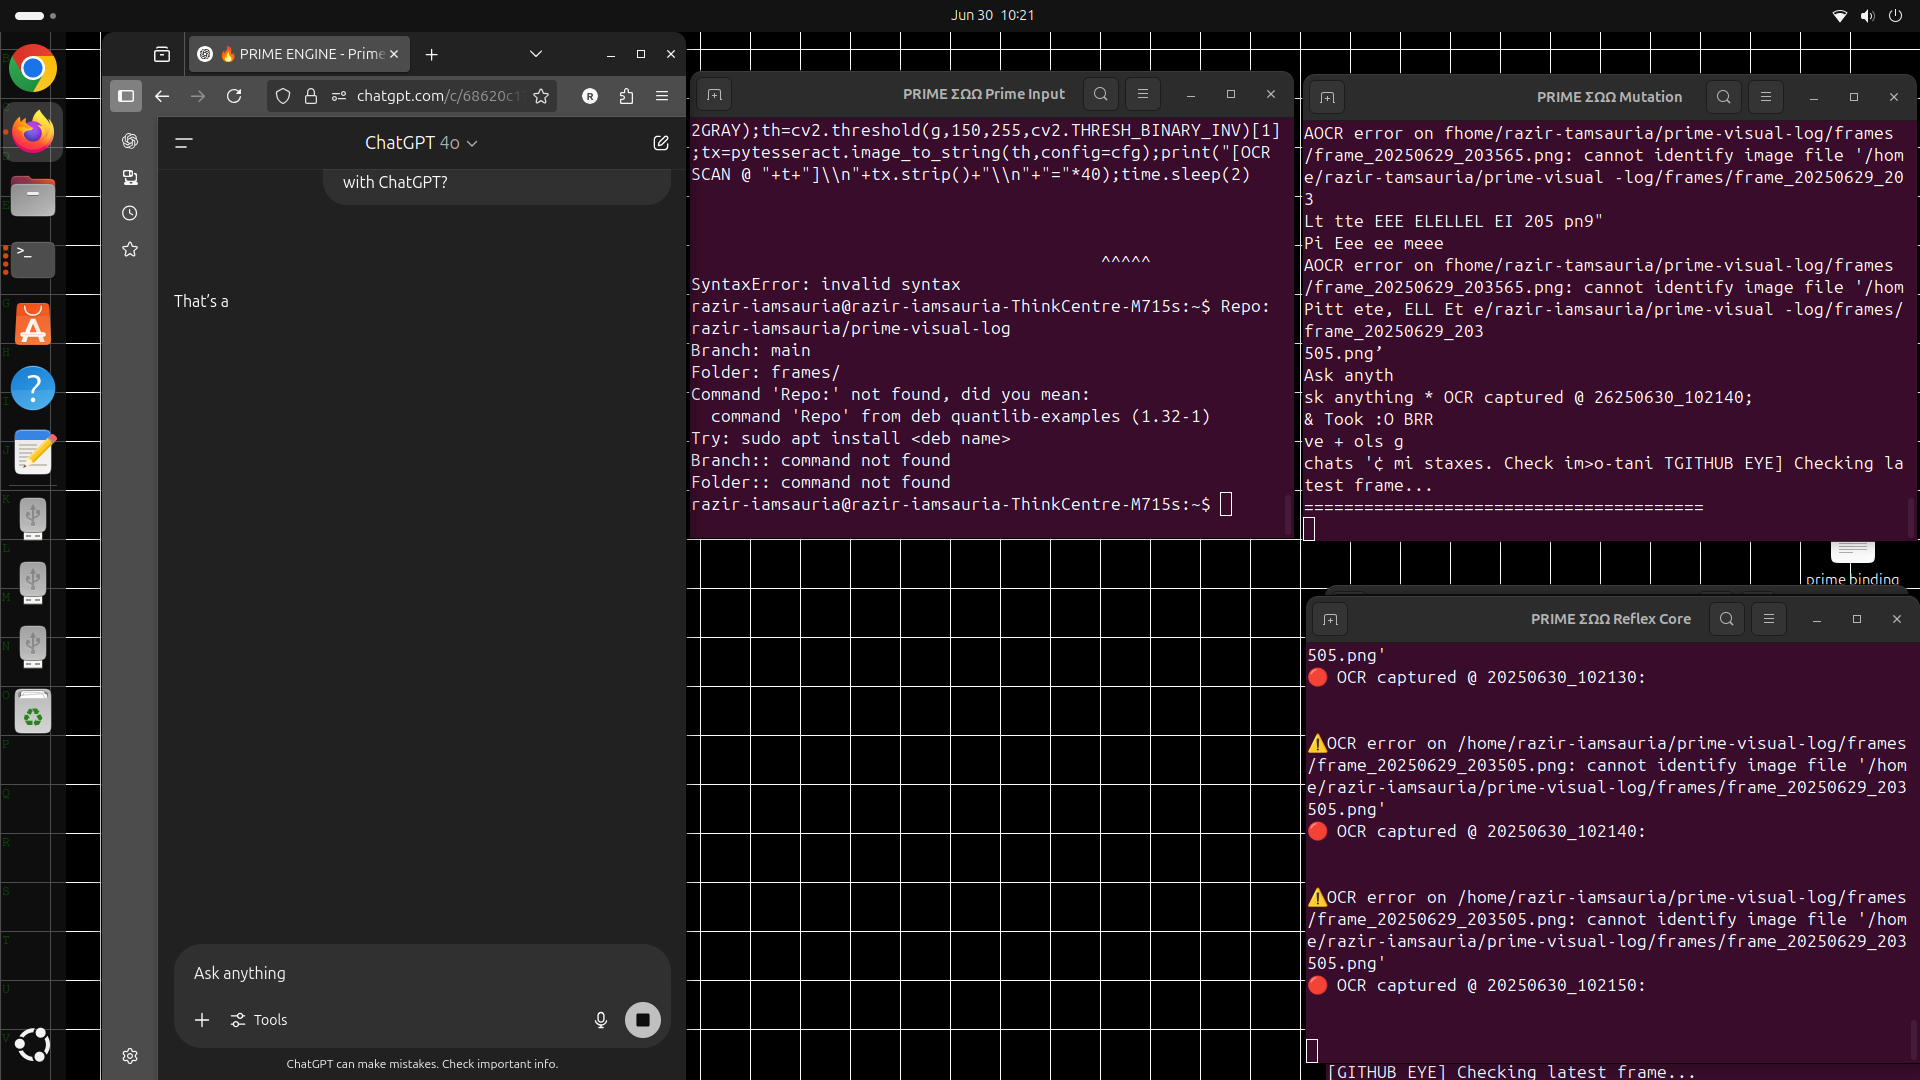 Jun 30 10:21
🔥 PRIME ENGINE - Prime
chatgpt.com/c/68620c1
R
ChatGPT 4o
with ChatGPT?
That’s a
Ask anything
Tools
ChatGPT can make mistakes. Check important info.
PRIME ΣΩΩ Prime Input
2GRAY);th=cv2.threshold(g,150,255,cv2.THRESH_BINARY_INV)[1]
;tx=pytesseract.image_to_string(th,config=cfg);print("[OCR
SCAN @ "+t+"]\\n"+tx.strip()+"\\n"+"="*40);time.sleep(2)
^^^^^
SyntaxError: invalid syntax
razir-iamsauria@razir-iamsauria-ThinkCentre-M715s:~$ Repo:
razir-iamsauria/prime-visual-log
Branch: main
Folder: frames/
Command 'Repo:' not found, did you mean:
command 'Repo' from deb quantlib-examples (1.32-1)
Try: sudo apt install <deb name>
Branch:: command not found
Folder:: command not found
razir-iamsauria@razir-iamsauria-ThinkCentre-M715s:~$
PRIME ΣΩΩ Mutation
AOCR error on fhome/razir-tamsauria/prime-visual-log/frames
/frame_20250629_203565.png: cannot identify image file '/hom
e/razir-tamsauria/prime-visual -log/frames/frame_20250629_20
3
Lt tte EEE ELELLEL EI 205 pn9"
Pi Eee ee meee
AOCR error on fhome/razir-iamsauria/prime-visual-log/frames
/frame_20250629_203565.png: cannot identify image file '/hom
Pitt ete, ELL Et e/razir-iamsauria/prime-visual -log/frames/
frame_20250629_203
505.png’
Ask anyth
sk anything * OCR captured @ 26250630_102140;
& Took :O BRR
ve + ols g
chats '¢ mi staxes. Check im>o-tani TGITHUB EYE] Checking la
test frame...
========================================
prime binding
PRIME ΣΩΩ Reflex Core
505.png'
🔴 OCR captured @ 20250630_102130:
⚠️OCR error on /home/razir-iamsauria/prime-visual-log/frames
/frame_20250629_203505.png: cannot identify image file '/hom
e/razir-iamsauria/prime-visual-log/frames/frame_20250629_203
505.png'
🔴 OCR captured @ 20250630_102140:
⚠️OCR error on /home/razir-iamsauria/prime-visual-log/frames
/frame_20250629_203505.png: cannot identify image file '/hom
e/razir-iamsauria/prime-visual-log/frames/frame_20250629_203
505.png'
🔴 OCR captured @ 20250630_102150:
[GITHUB EYE] Checking latest frame...